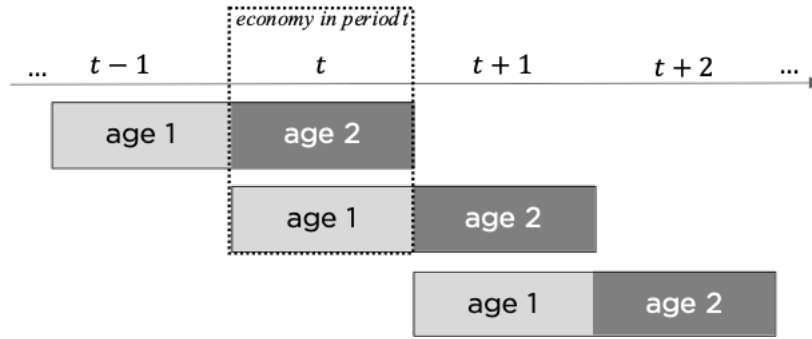 economy in period t
... t − 1 t t + 1 t + 2 ...
age 1 age 2
age 1 age 2
age 1 age 2